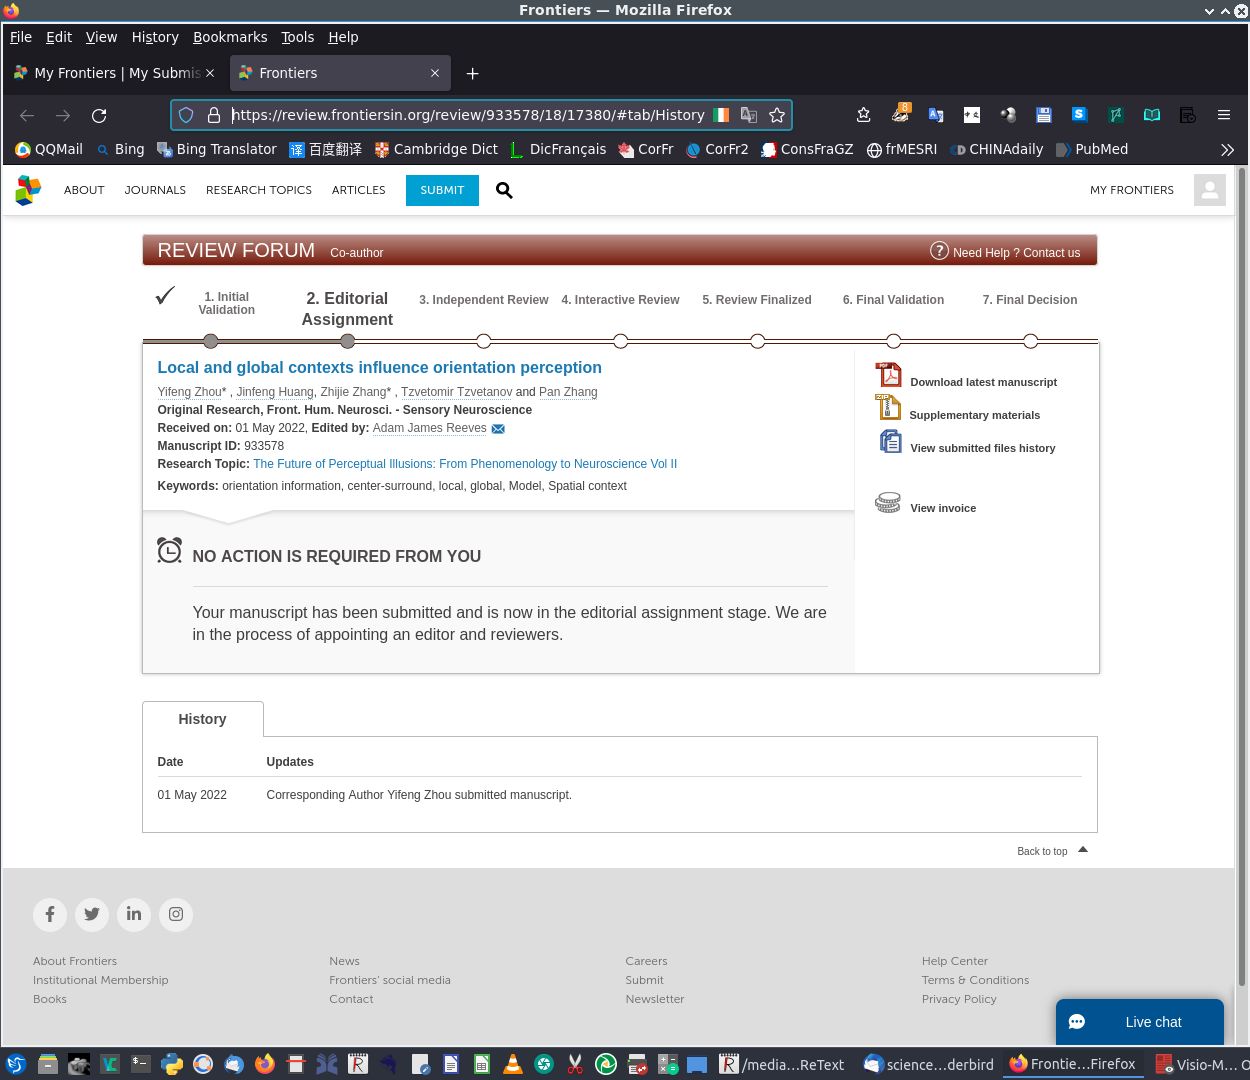 Frontiers — Mozilla Firefox
File Edit View History Bookmarks Tools Help
My Frontiers | My Submis
Frontiers
https://review.frontiersin.org/review/933578/18/17380/#tab/History
8
QQMail Bing Bing Translator 百度翻译 Cambridge Dict DicFrançais CorFr CorFr2 ConsFraGZ frMESRI CHINAdaily PubMed
ABOUT JOURNALS RESEARCH TOPICS ARTICLES SUBMIT MY FRONTIERS
REVIEW FORUM Co-author ? Need Help ? Contact us
1. Initial
Validation
2. Editorial
Assignment
3. Independent Review
4. Interactive Review
5. Review Finalized
6. Final Validation
7. Final Decision
Local and global contexts influence orientation perception
Yifeng Zhou* , Jinfeng Huang, Zhijie Zhang* , Tzvetomir Tzvetanov and Pan Zhang
Original Research, Front. Hum. Neurosci. - Sensory Neuroscience
Received on: 01 May 2022, Edited by: Adam James Reeves
Manuscript ID: 933578
Research Topic: The Future of Perceptual Illusions: From Phenomenology to Neuroscience Vol II
Keywords: orientation information, center-surround, local, global, Model, Spatial context
Download latest manuscript
Supplementary materials
View submitted files history
View invoice
NO ACTION IS REQUIRED FROM YOU
Your manuscript has been submitted and is now in the editorial assignment stage. We are
in the process of appointing an editor and reviewers.
History
Date Updates
01 May 2022 Corresponding Author Yifeng Zhou submitted manuscript.
Back to top
About Frontiers News Careers Help Center
Institutional Membership Frontiers' social media Submit Terms & Conditions
Books Contact Newsletter Privacy Policy
Live chat
/media...ReText science...derbird Frontie...Firefox Visio-M... O